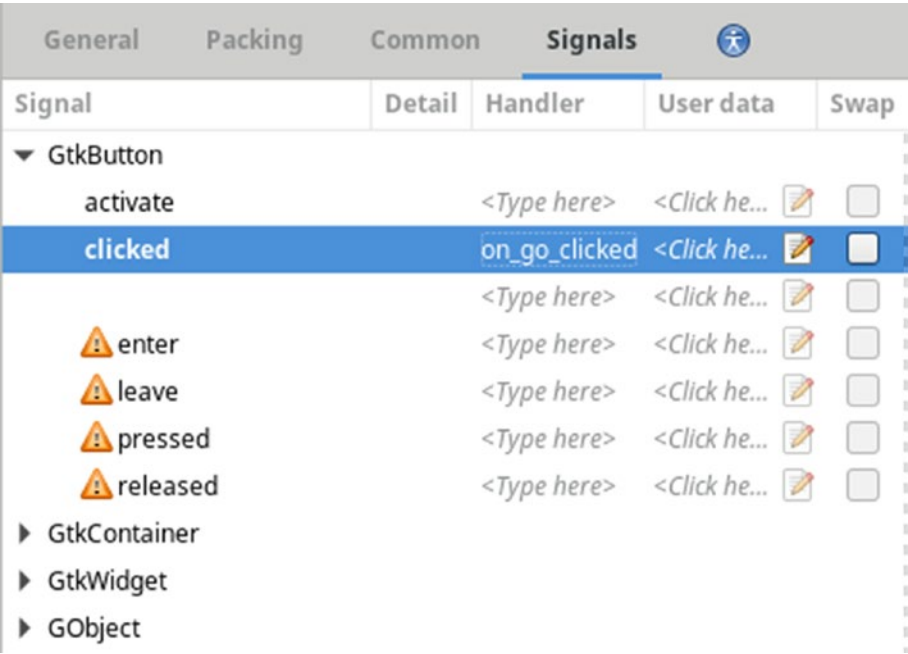 General Packing Common Signals
Signal Detail Handler User data Swap
GtkButton
activate <Type here> <Click he...
clicked on_go_clicked <Click he...
<Type here> <Click he...
enter <Type here> <Click he...
leave <Type here> <Click he...
pressed <Type here> <Click he...
released <Type here> <Click he...
GtkContainer
GtkWidget
GObject